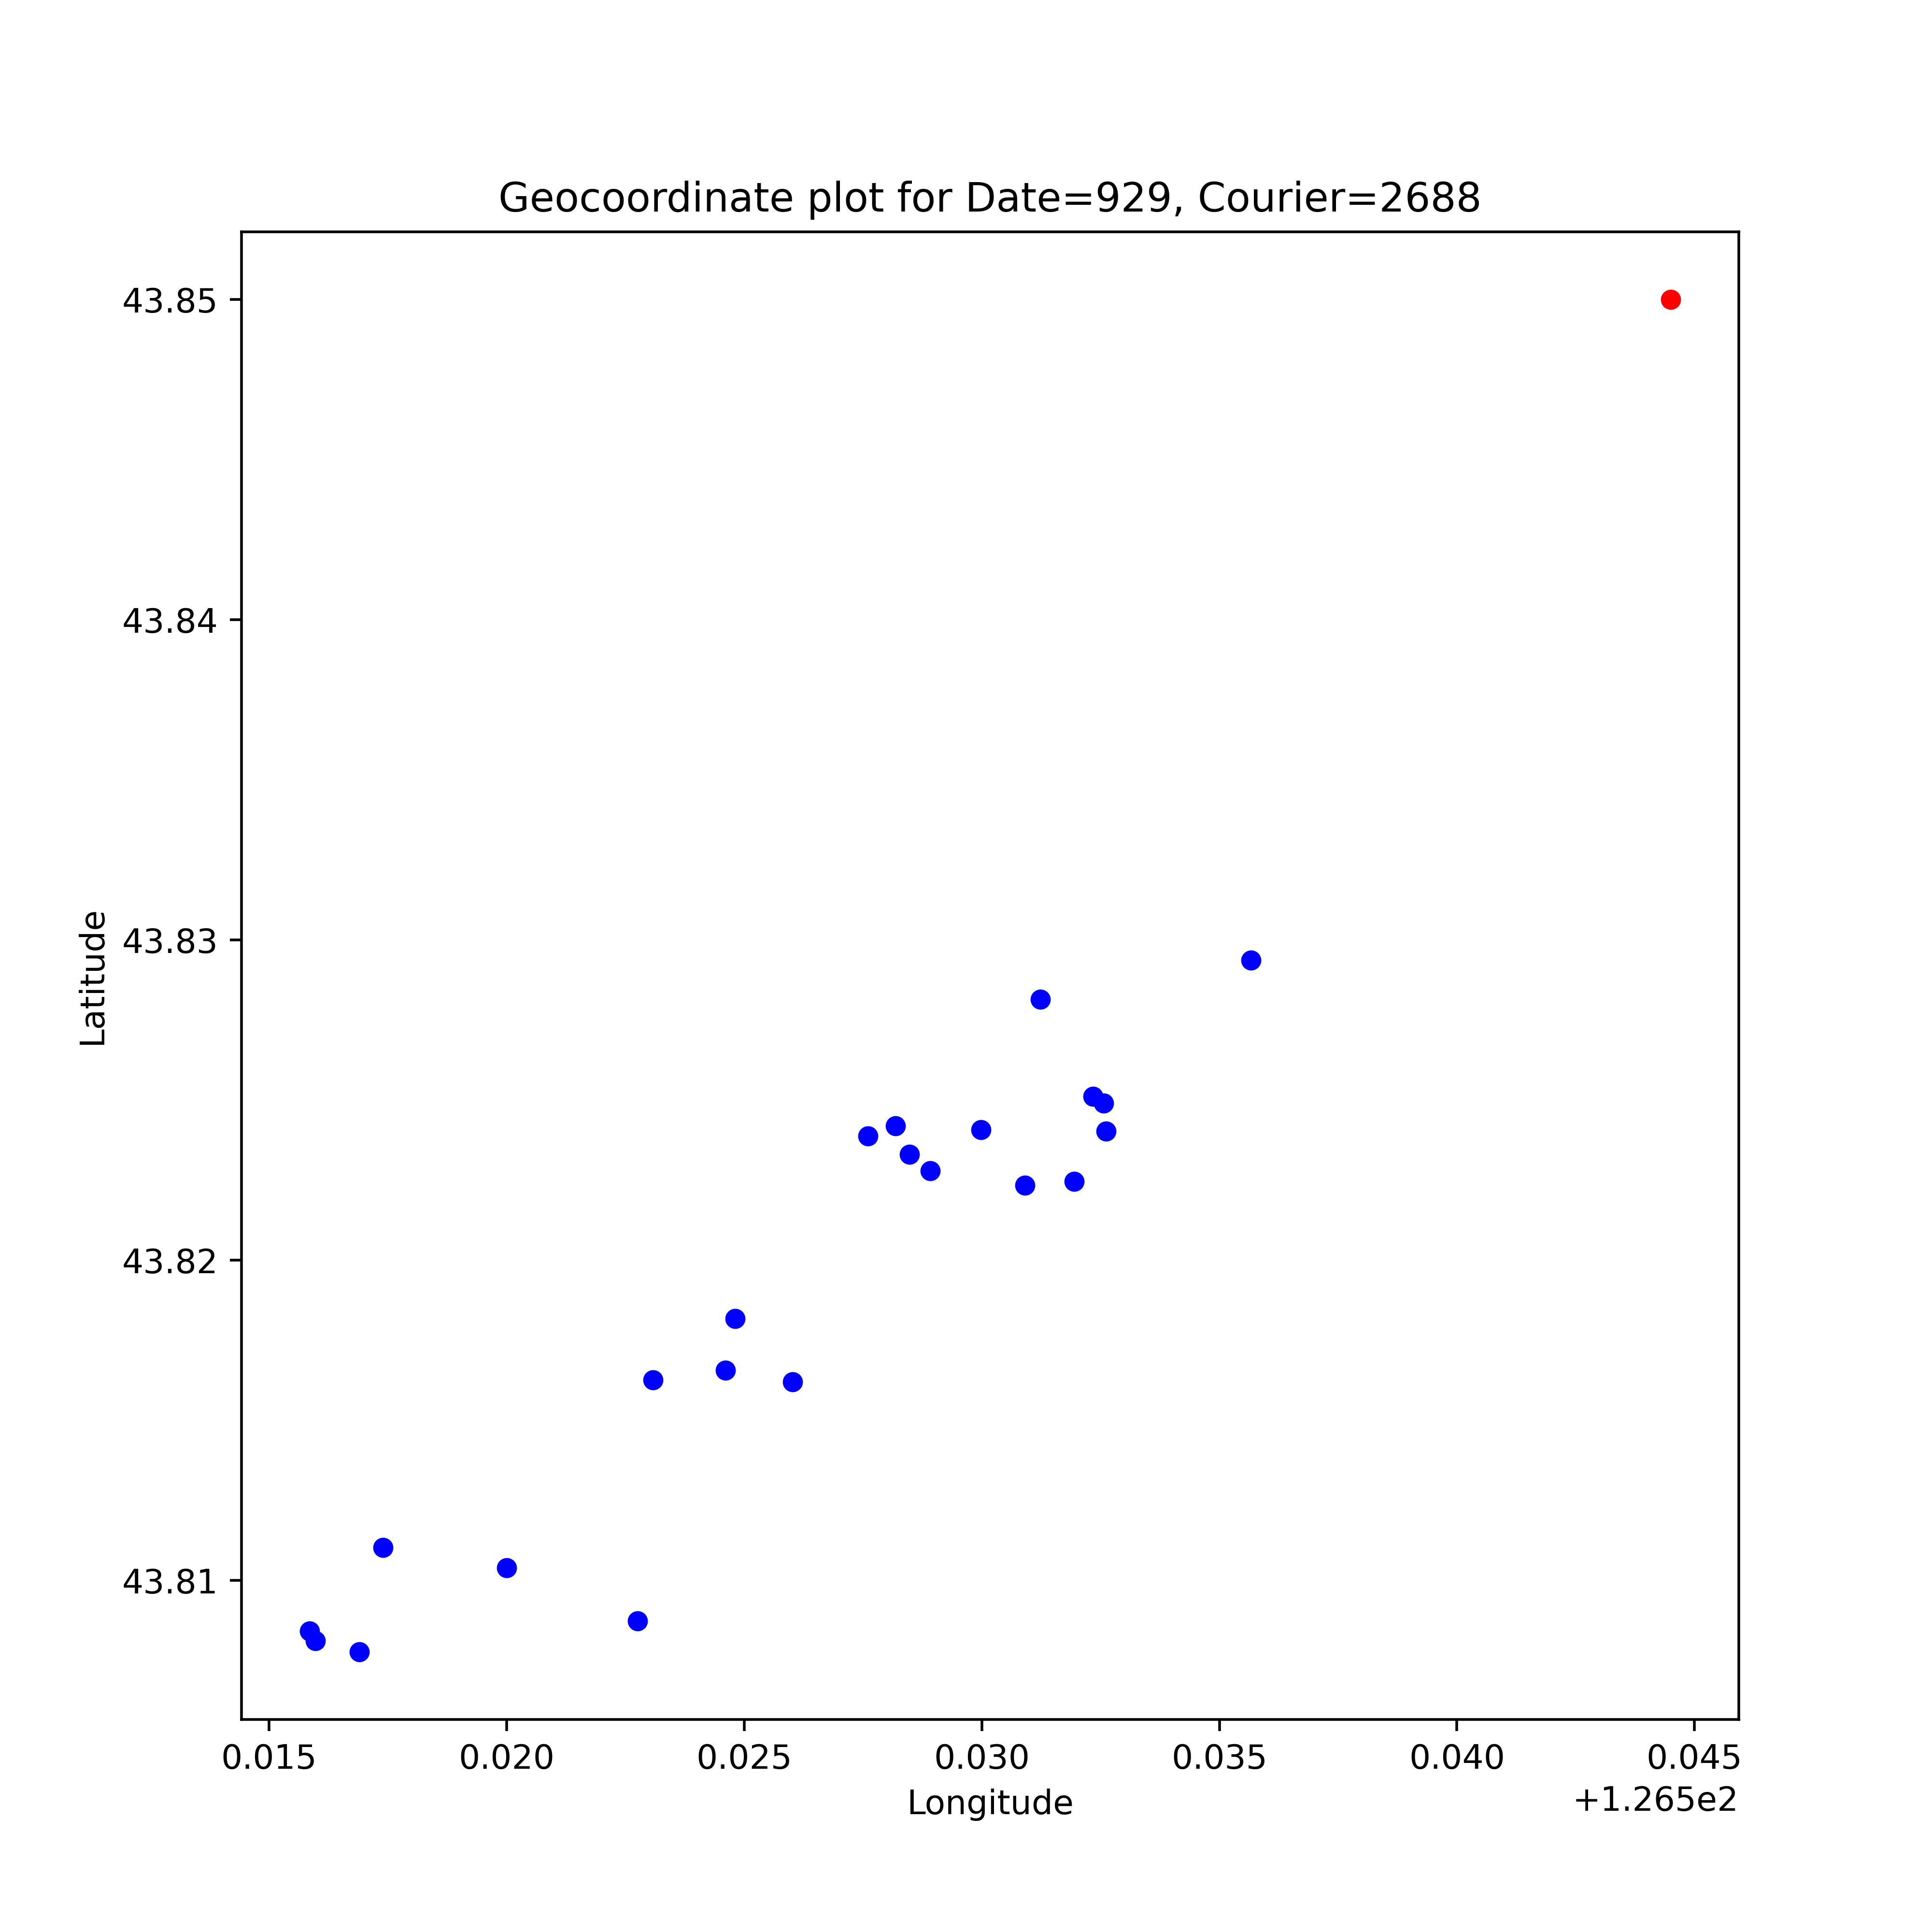 Geocoordinate plot for Date=929, Courier=2688
43.85
43.84
43.83
43.82
43.81
Latitude
0.015 0.020 0.025 0.030 0.035 0.040 0.045
+1.265e2
Longitude